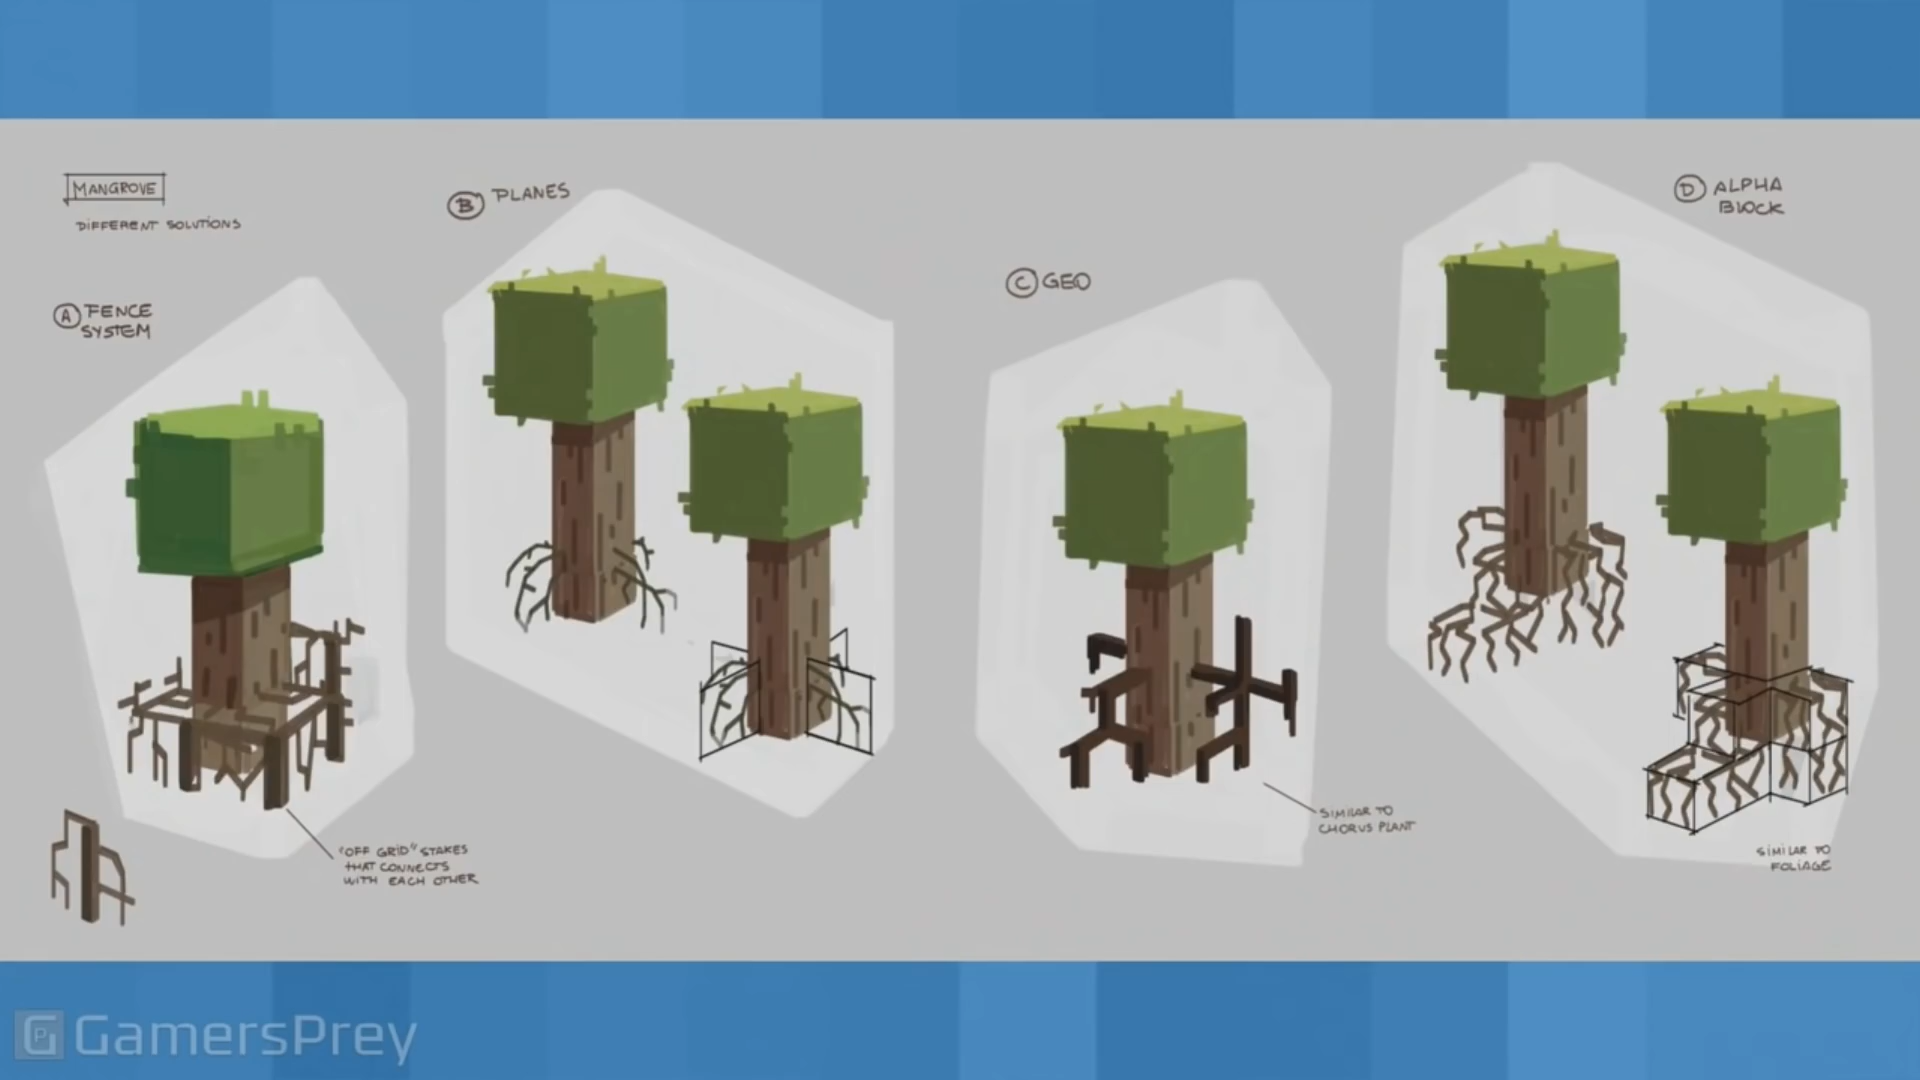 MANGROVE
DIFFERENT SOLUTIONS
A FENCE
SYSTEM
"OFF GRID" STAKES
THAT CONNECTS
WITH EACH OTHER
B PLANES
C GEO
SIMILAR TO
CHORUS PLANT
D ALPHA
BLOCK
SIMILAR TO
FOLIAGE
GamersPrey